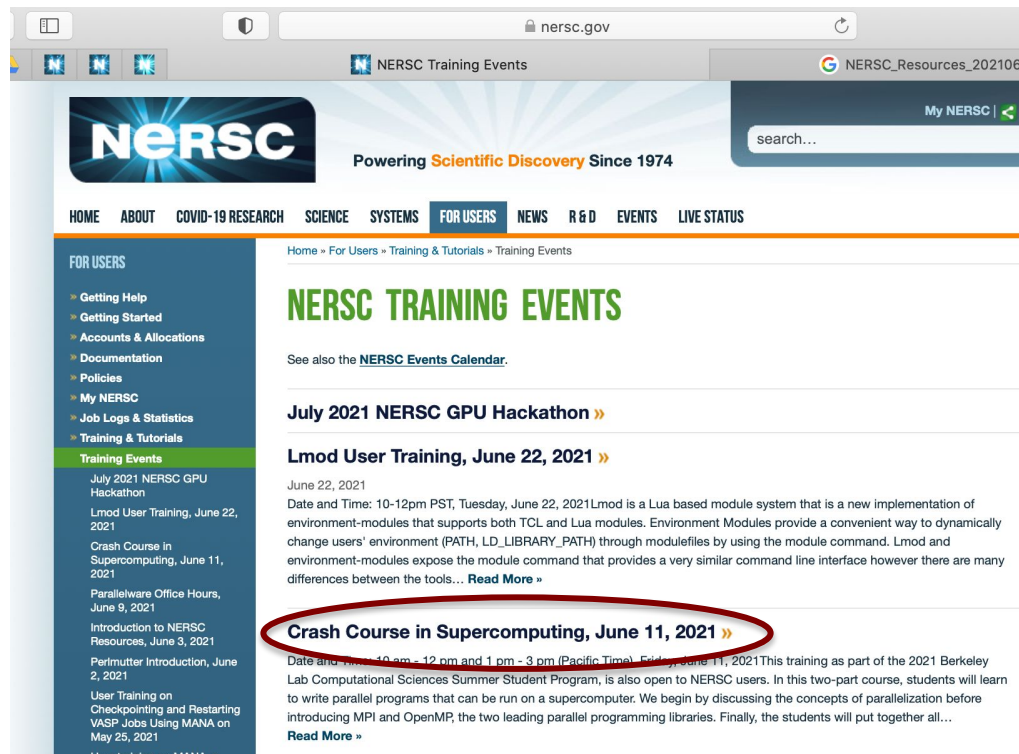 nersc.gov
NERSC Training Events
NERSC_Resources_202106
NERSC
Powering Scientific Discovery Since 1974
My NERSC |
search...
HOME ABOUT COVID-19 RESEARCH SCIENCE SYSTEMS FOR USERS NEWS R & D EVENTS LIVE STATUS
FOR USERS
» Getting Help
» Getting Started
» Accounts & Allocations
» Documentation
» Policies
» My NERSC
» Job Logs & Statistics
» Training & Tutorials
Training Events
July 2021 NERSC GPU
Hackathon
Lmod User Training, June 22,
2021
Crash Course in
Supercomputing, June 11,
2021
Parallelware Office Hours,
June 9, 2021
Introduction to NERSC
Resources, June 3, 2021
Perlmutter Introduction, June
2, 2021
User Training on
Checkpointing and Restarting
VASP Jobs Using MANA on
May 25, 2021
Home » For Users » Training & Tutorials » Training Events
NERSC TRAINING EVENTS
See also the NERSC Events Calendar.
July 2021 NERSC GPU Hackathon »
Lmod User Training, June 22, 2021 »
June 22, 2021
Date and Time: 10-12pm PST, Tuesday, June 22, 2021Lmod is a Lua based module system that is a new implementation of
environment-modules that supports both TCL and Lua modules. Environment Modules provide a convenient way to dynamically
change users' environment (PATH, LD_LIBRARY_PATH) through modulefiles by using the module command. Lmod and
environment-modules expose the module command that provides a very similar command line interface however there are many
differences between the tools… Read More »
Crash Course in Supercomputing, June 11, 2021 »
Date and Time: 10 am - 12 pm and 1 pm - 3 pm (Pacific Time), Friday, June 11, 2021This training as part of the 2021 Berkeley
Lab Computational Sciences Summer Student Program, is also open to NERSC users. In this two-part course, students will learn
to write parallel programs that can be run on a supercomputer. We begin by discussing the concepts of parallelization before
introducing MPI and OpenMP, the two leading parallel programming libraries. Finally, the students will put together all…
Read More »